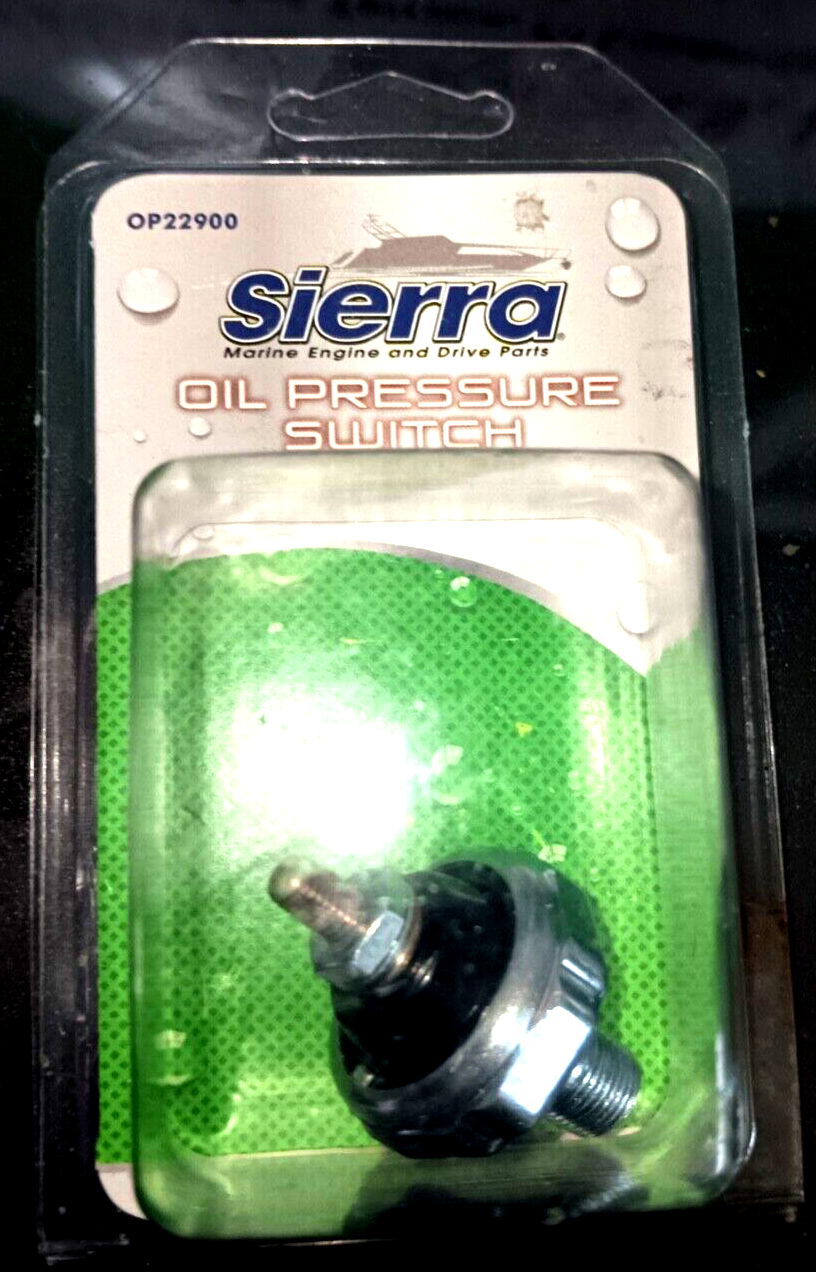 OP22900
Sierra®
Marine Engine and Drive Parts
OIL PRESSURE
SWITCH